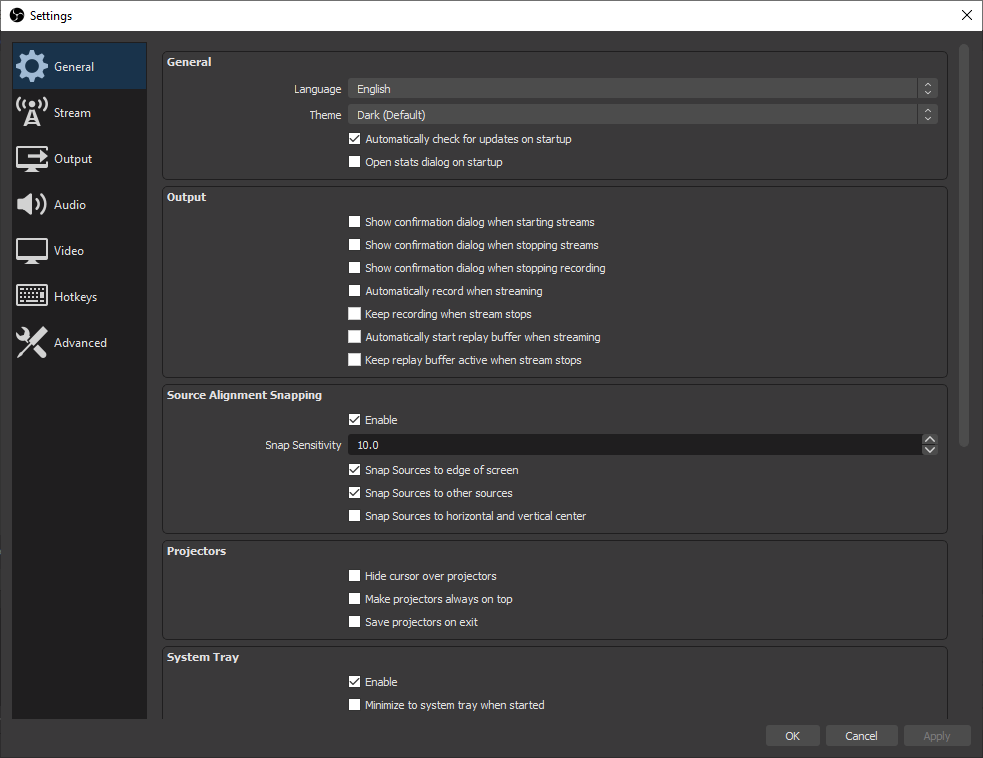 Settings
General
Stream
Output
Audio
Video
Hotkeys
Advanced
General
Language English
Theme Dark (Default)
Automatically check for updates on startup
Open stats dialog on startup
Output
Show confirmation dialog when starting streams
Show confirmation dialog when stopping streams
Show confirmation dialog when stopping recording
Automatically record when streaming
Keep recording when stream stops
Automatically start replay buffer when streaming
Keep replay buffer active when stream stops
Source Alignment Snapping
Enable
Snap Sensitivity 10.0
Snap Sources to edge of screen
Snap Sources to other sources
Snap Sources to horizontal and vertical center
Projectors
Hide cursor over projectors
Make projectors always on top
Save projectors on exit
System Tray
Enable
Minimize to system tray when started
OK Cancel Apply